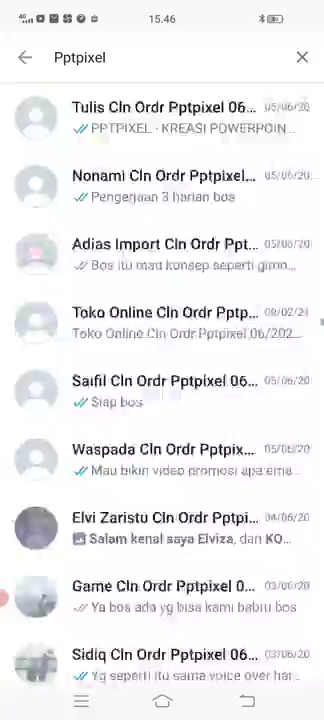 15.46
Pptpixel
Tulis Cln Ordr Pptpixel 06... 05/06/20
PPTPIXEL - KREASI POWERPOIN...
Nonami Cln Ordr Pptpixel... 05/06/20
Pengerjaan 3 harian bos
Adias Import Cln Ordr Ppt... 05/06/20
Bos itu mau konsep seperti
Toko Online Cln Ordr Pptp... 09/02/21
Toko Online Cln Ordr Pptpixel 06/202...
Saifil Cln Ordr Pptpixel 06... 05/06/20
Siap bos
Waspada Cln Ordr Pptpix... 05/06/20
Mau bikin video promosi apa
Elvi Zaristu Cln Ordr Pptpi... 04/06/20
Salam kenal saya Elviza, dan KO...
Game Cln Ordr Pptpixel 0... 03/06/20
Ya bos ada yg bisa kami bantu bos
Sidiq Cln Ordr Pptpixel 06... 03/06/20
Yg seperti itu sama voice over har...